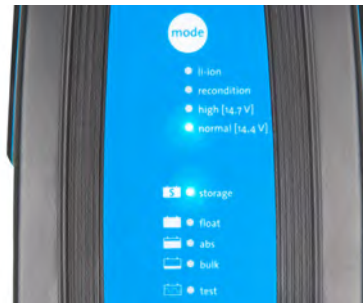 mode
li-ion
recondition
high [14.7 V]
normal [14.4 V]
S storage
float
abs
bulk
test